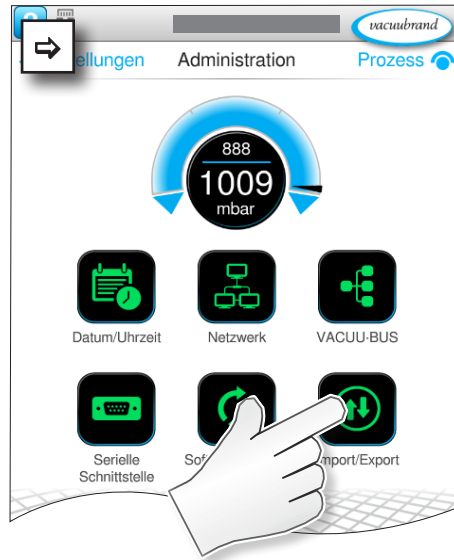 vacuubrand
ellungen Administration Prozess
888
1009
mbar
Datum/Uhrzeit Netzwerk VACUU·BUS
Serielle
Schnittstelle
Sof
mport/Export